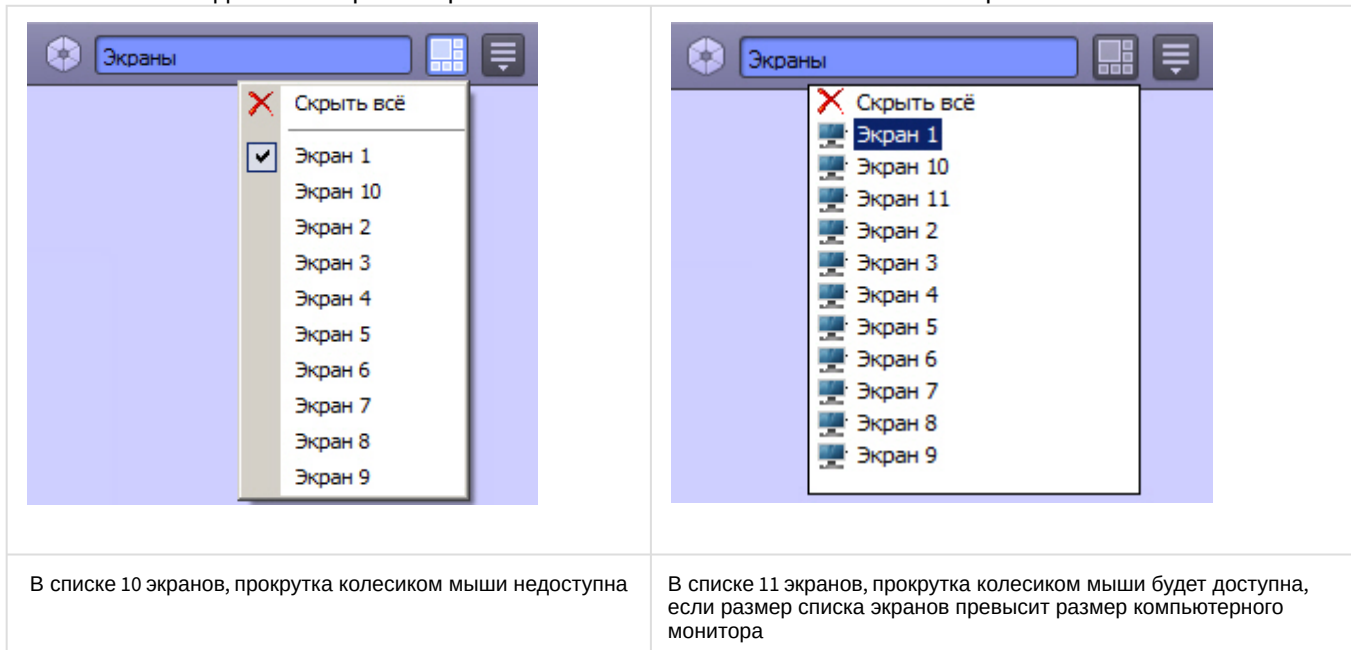 Экраны
Скрыть всё
Экран 1
Экран 10
Экран 2
Экран 3
Экран 4
Экран 5
Экран 6
Экран 7
Экран 8
Экран 9
В списке 10 экранов, прокрутка колесиком мыши недоступна
Экраны
Скрыть всё
Экран 1
Экран 10
Экран 11
Экран 2
Экран 3
Экран 4
Экран 5
Экран 6
Экран 7
Экран 8
Экран 9
В списке 11 экранов, прокрутка колесиком мыши будет доступна,
если размер списка экранов превысит размер компьютерного
монитора